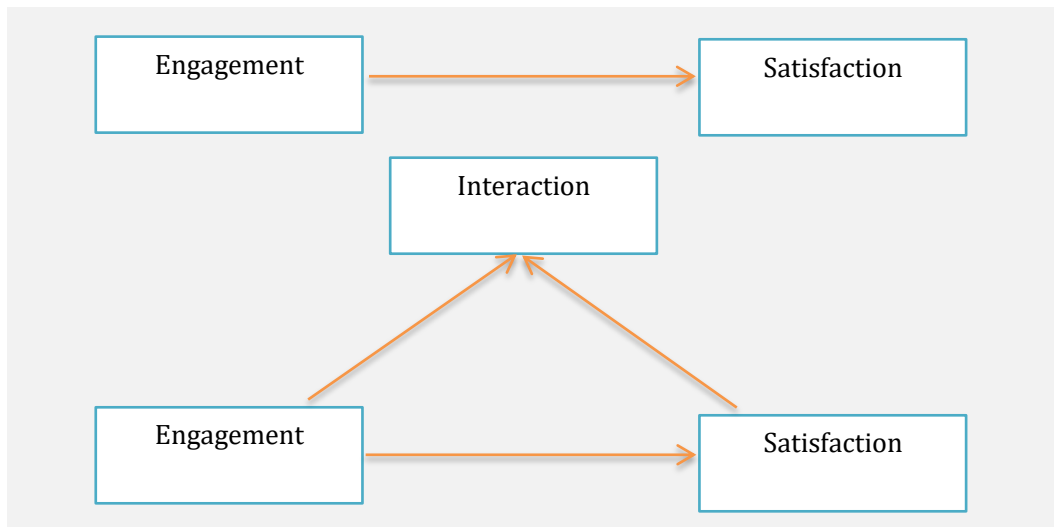 Engagement
Satisfaction
Interaction
Engagement
Satisfaction